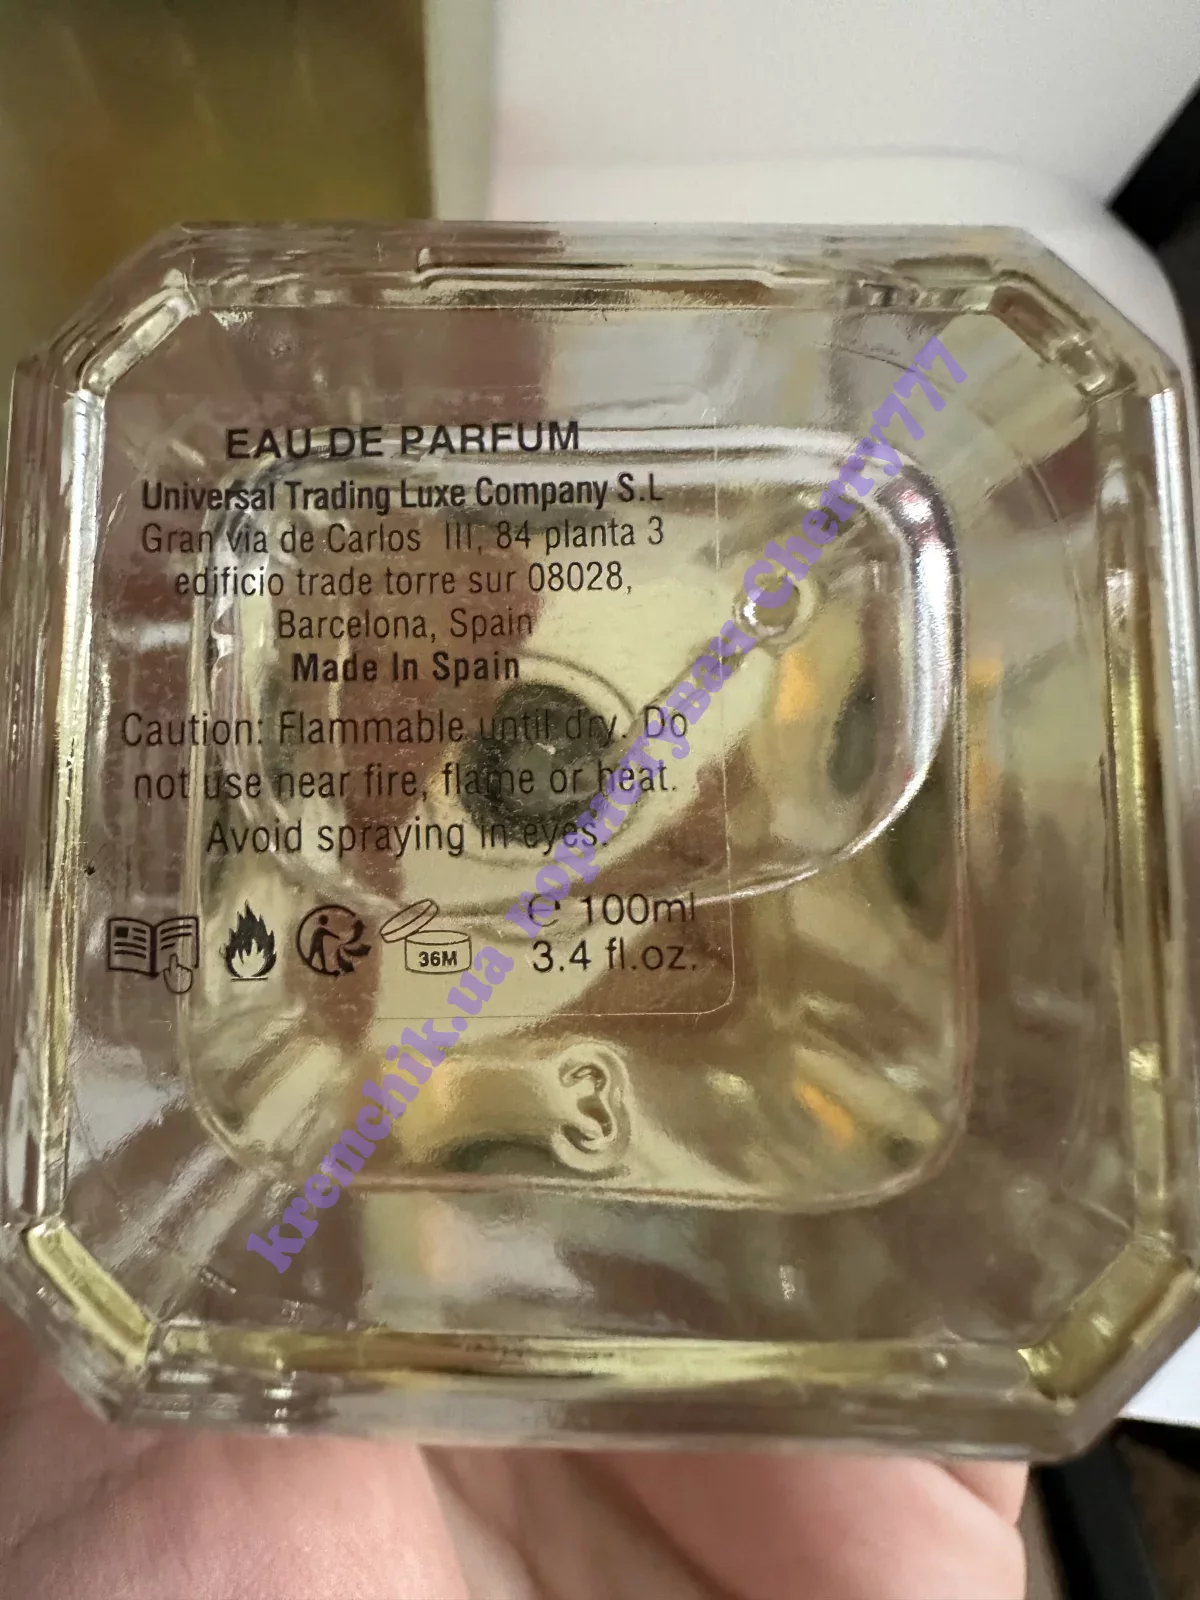 EAU DE PARFUM
Universal Trading Luxe Company S.L
Gran via de Carlos III, 84 planta 3
edificio trade torre sur 08028,
Barcelona, Spain
Made In Spain
Caution: Flammable until dry. Do
not use near fire, flame or heat.
Avoid spraying in eyes.
36M
e 100ml
3.4 fl.oz.
3
kremchik.ua користувач Cherry777